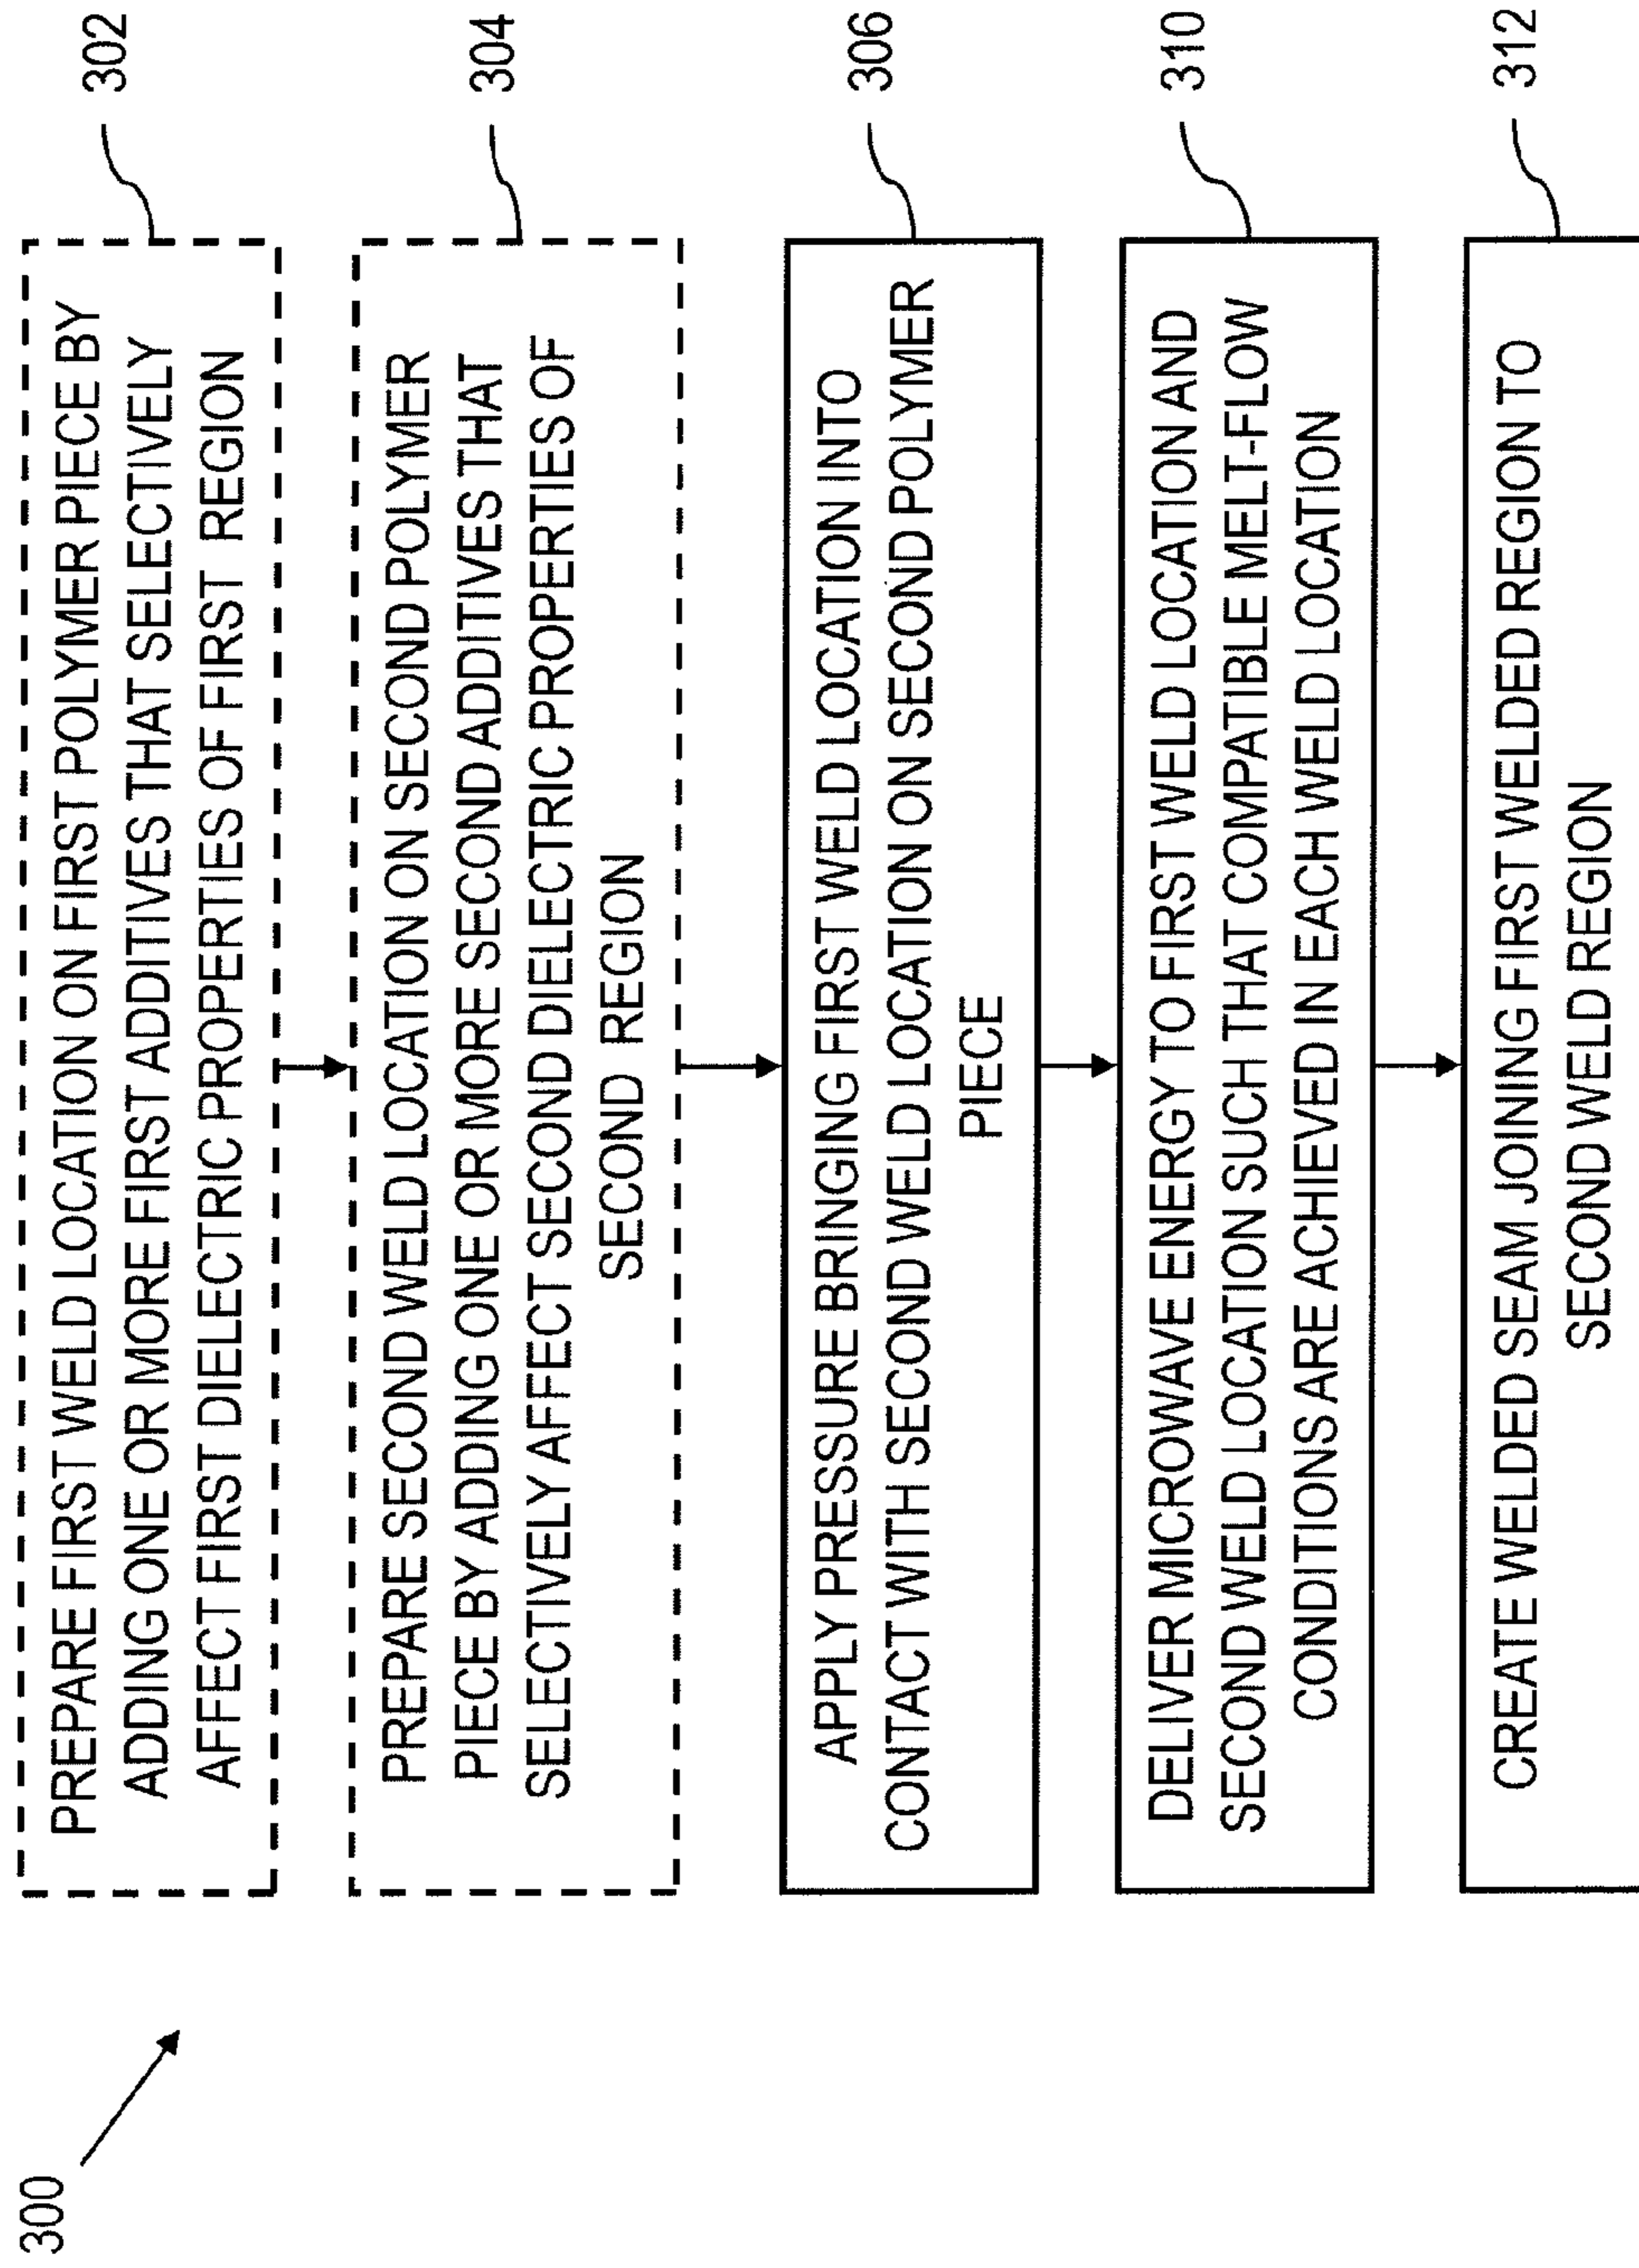 300
PREPARE FIRST WELD LOCATION ON FIRST POLYMER PIECE BY
ADDING ONE OR MORE FIRST ADDITIVES THAT SELECTIVELY
AFFECT FIRST DIELECTRIC PROPERTIES OF FIRST REGION
302
PREPARE SECOND WELD LOCATION ON SECOND POLYMER
PIECE BY ADDING ONE OR MORE SECOND ADDITIVES THAT
SELECTIVELY AFFECT SECOND DIELECTRIC PROPERTIES OF
SECOND REGION
304
APPLY PRESSURE BRINGING FIRST WELD LOCATION INTO
CONTACT WITH SECOND WELD LOCATION ON SECOND POLYMER
PIECE
306
DELIVER MICROWAVE ENERGY TO FIRST WELD LOCATION AND
SECOND WELD LOCATION SUCH THAT COMPATIBLE MELT-FLOW
CONDITIONS ARE ACHIEVED IN EACH WELD LOCATION
310
CREATE WELDED SEAM JOINING FIRST WELDED REGION TO
SECOND WELD REGION
312